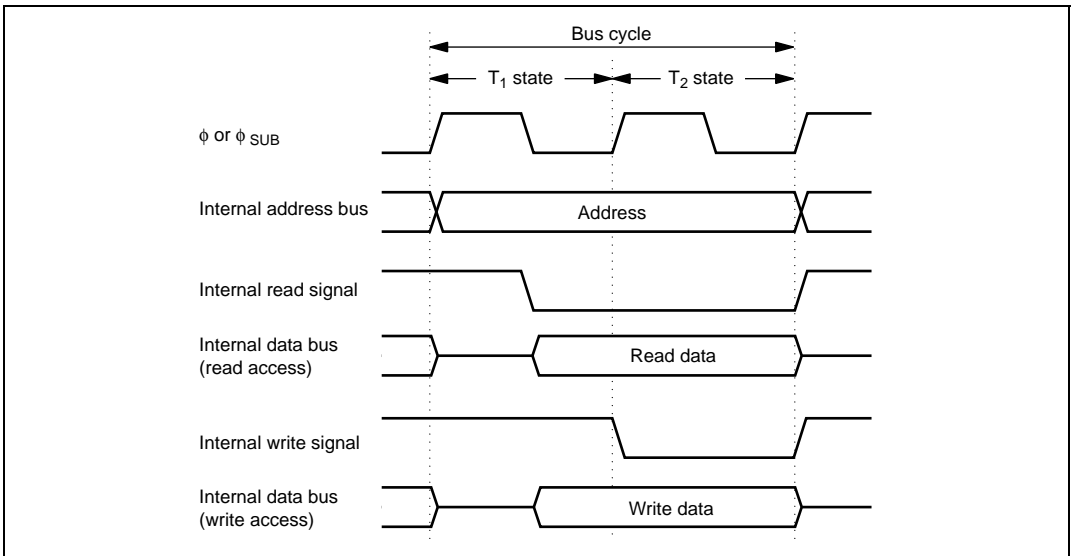 Bus cycle
T₁ state
T₂ state
ϕ or ϕ SUB
Internal address bus
Address
Internal read signal
Internal data bus
(read access)
Read data
Internal write signal
Internal data bus
(write access)
Write data